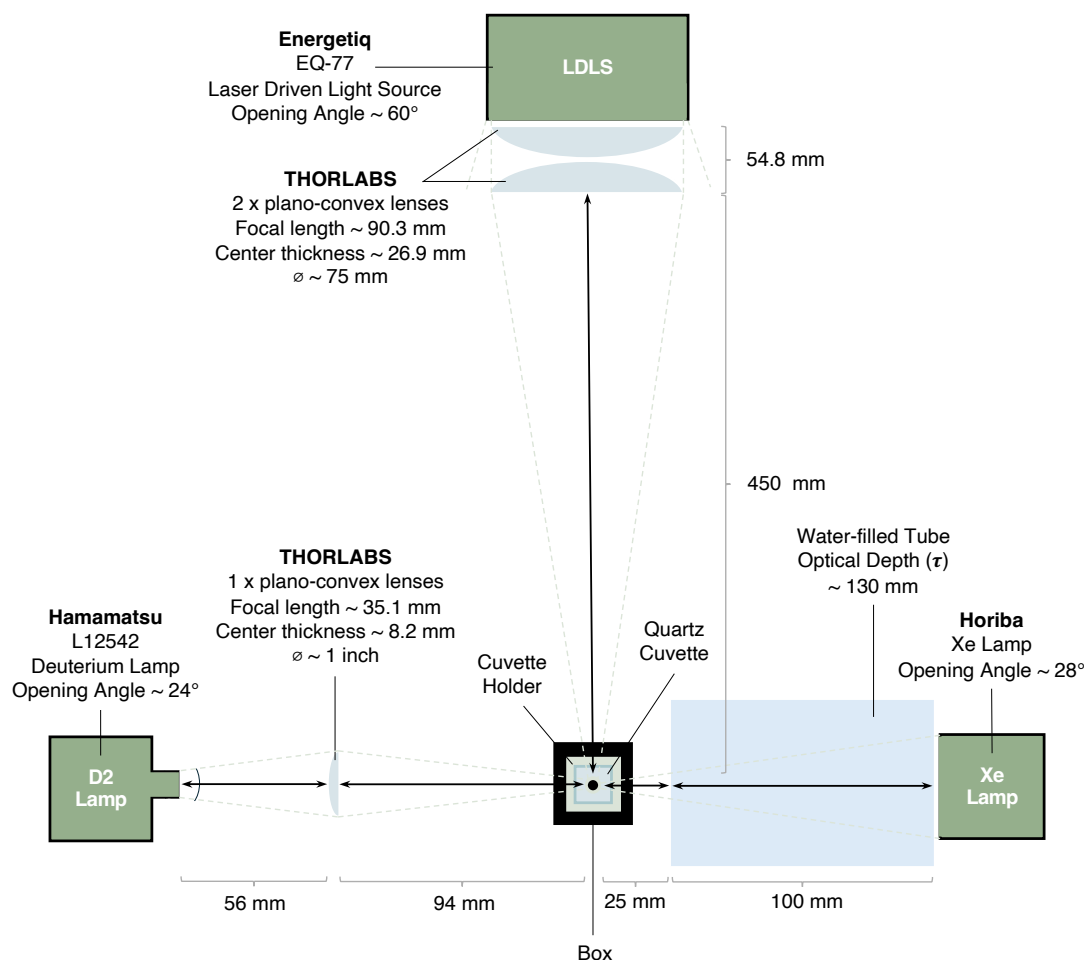 Energetiq
EQ-77
Laser Driven Light Source
Opening Angle ~ 60°
LDLS
54.8 mm
THORLABS
2 x plano-convex lenses
Focal length ~ 90.3 mm
Center thickness ~ 26.9 mm
⌀ ~ 75 mm
450 mm
Water-filled Tube
Optical Depth (τ)
~ 130 mm
THORLABS
1 x plano-convex lenses
Focal length ~ 35.1 mm
Center thickness ~ 8.2 mm
⌀ ~ 1 inch
Hamamatsu
L12542
Deuterium Lamp
Opening Angle ~ 24°
Quartz
Cuvette
Cuvette
Holder
Horiba
Xe Lamp
Opening Angle ~ 28°
D2
Lamp
Xe
Lamp
56 mm
94 mm
25 mm
100 mm
Box